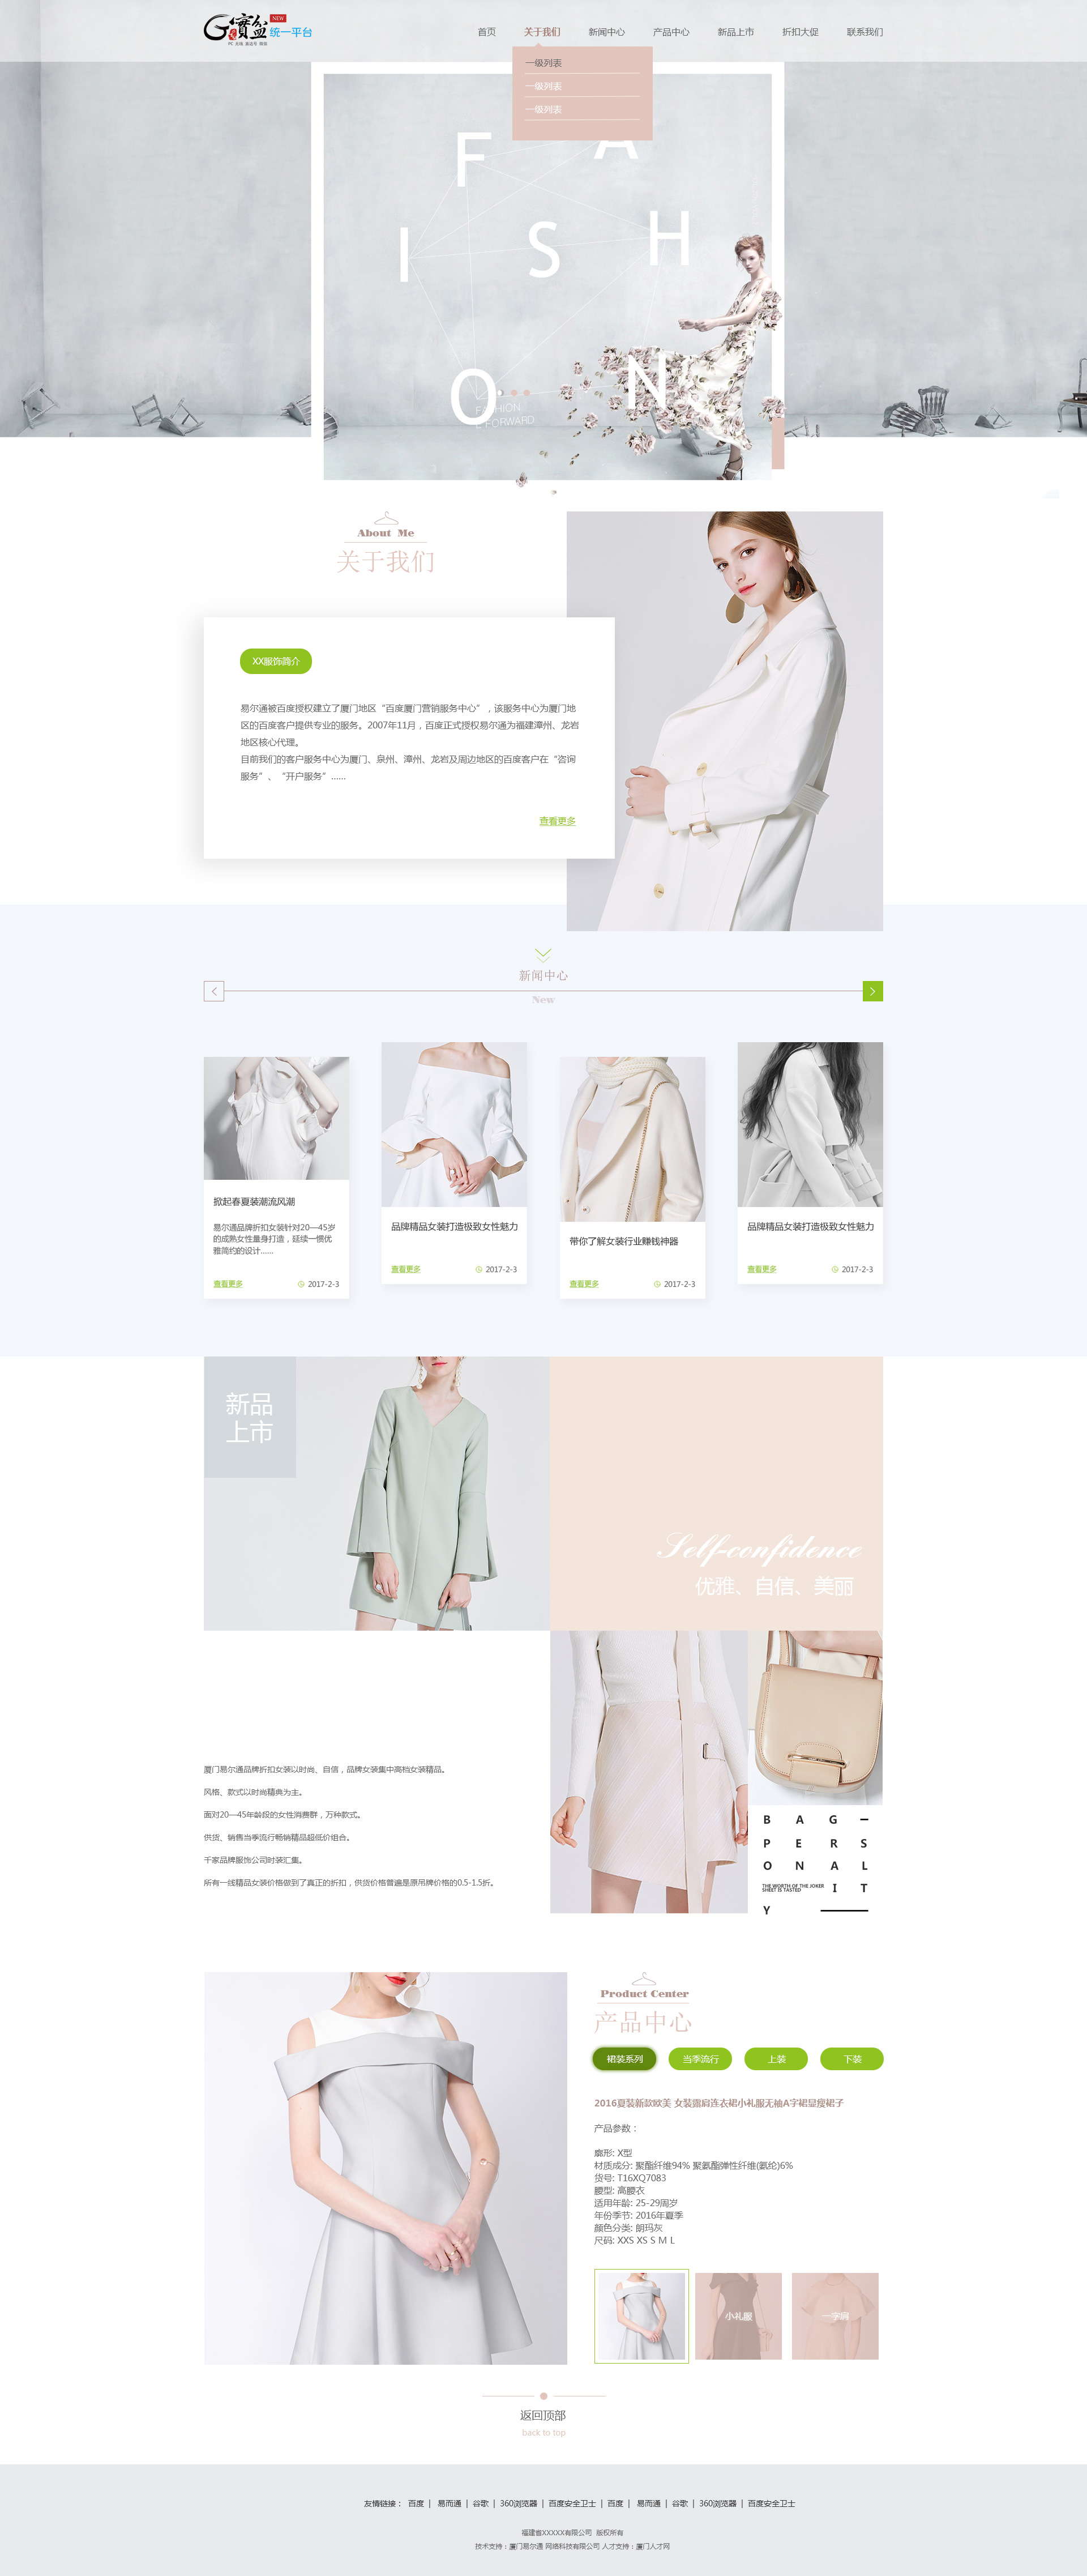 G寶盆
NEW
统一平台
首页
关于我们
新闻中心
产品中心
新品上市
折扣大促
联系我们
一级列表
一级列表
一级列表
F A
I S H
O N
FASHION
FORWARD
About Me
关于我们
XX服饰简介
易尔通被百度授权建立了厦门地区“百度厦门营销服务中心”，该服务中心为厦门地
区的百度客户提供专业的服务。2007年11月，百度正式授权易尔通为福建漳州、龙岩
地区核心代理。
目前我们的客户服务中心为厦门、泉州、漳州、龙岩及周边地区的百度客户在“咨询
服务”、“开户服务”……
查看更多
新闻中心
New
掀起春夏装潮流风潮
易尔通品牌折扣女装针对20—45岁
的成熟女性量身打造，延续一惯优
雅简约的设计……
查看更多 2017-2-3
品牌精品女装打造极致女性魅力
查看更多 2017-2-3
带你了解女装行业赚钱神器
查看更多 2017-2-3
品牌精品女装打造极致女性魅力
查看更多 2017-2-3
新品
上市
Self-confidence
优雅、自信、美丽
厦门易尔通品牌折扣女装以时尚、自信，品牌女装集中高档女装精品。
风格、款式以时尚精典为主。
面对20—45年龄段的女性消费群，万种款式。
供货、销售当季流行畅销精品超低价组合。
千家品牌服饰公司时装汇集。
所有一线精品女装价格做到了真正的折扣，供货价格普遍是原吊牌价格的0.5-1.5折。
B A G —
P E R S
O N A L
THE WORTH OF THE JOKER
SHEET IS TASTED
I T
Y
Product Center
产品中心
裙装系列
当季流行
上装
下装
2016夏装新款欧美 女装露肩连衣裙小礼服无袖A字裙显瘦裙子
产品参数：
廓形: X型
材质成分: 聚酯纤维94% 聚氨酯弹性纤维(氨纶)6%
货号: T16XQ7083
腰型: 高腰衣
适用年龄: 25-29周岁
年份季节: 2016年夏季
颜色分类: 朗玛灰
尺码: XXS XS S M L
小礼服
一字肩
返回顶部
back to top
友情链接： 百度 | 易而通 | 谷歌 | 360浏览器 | 百度安全卫士 | 百度 | 易而通 | 谷歌 | 360浏览器 | 百度安全卫士
福建省XXXXX有限公司 版权所有
技术支持：厦门易尔通 网络科技有限公司 人才支持：厦门人才网